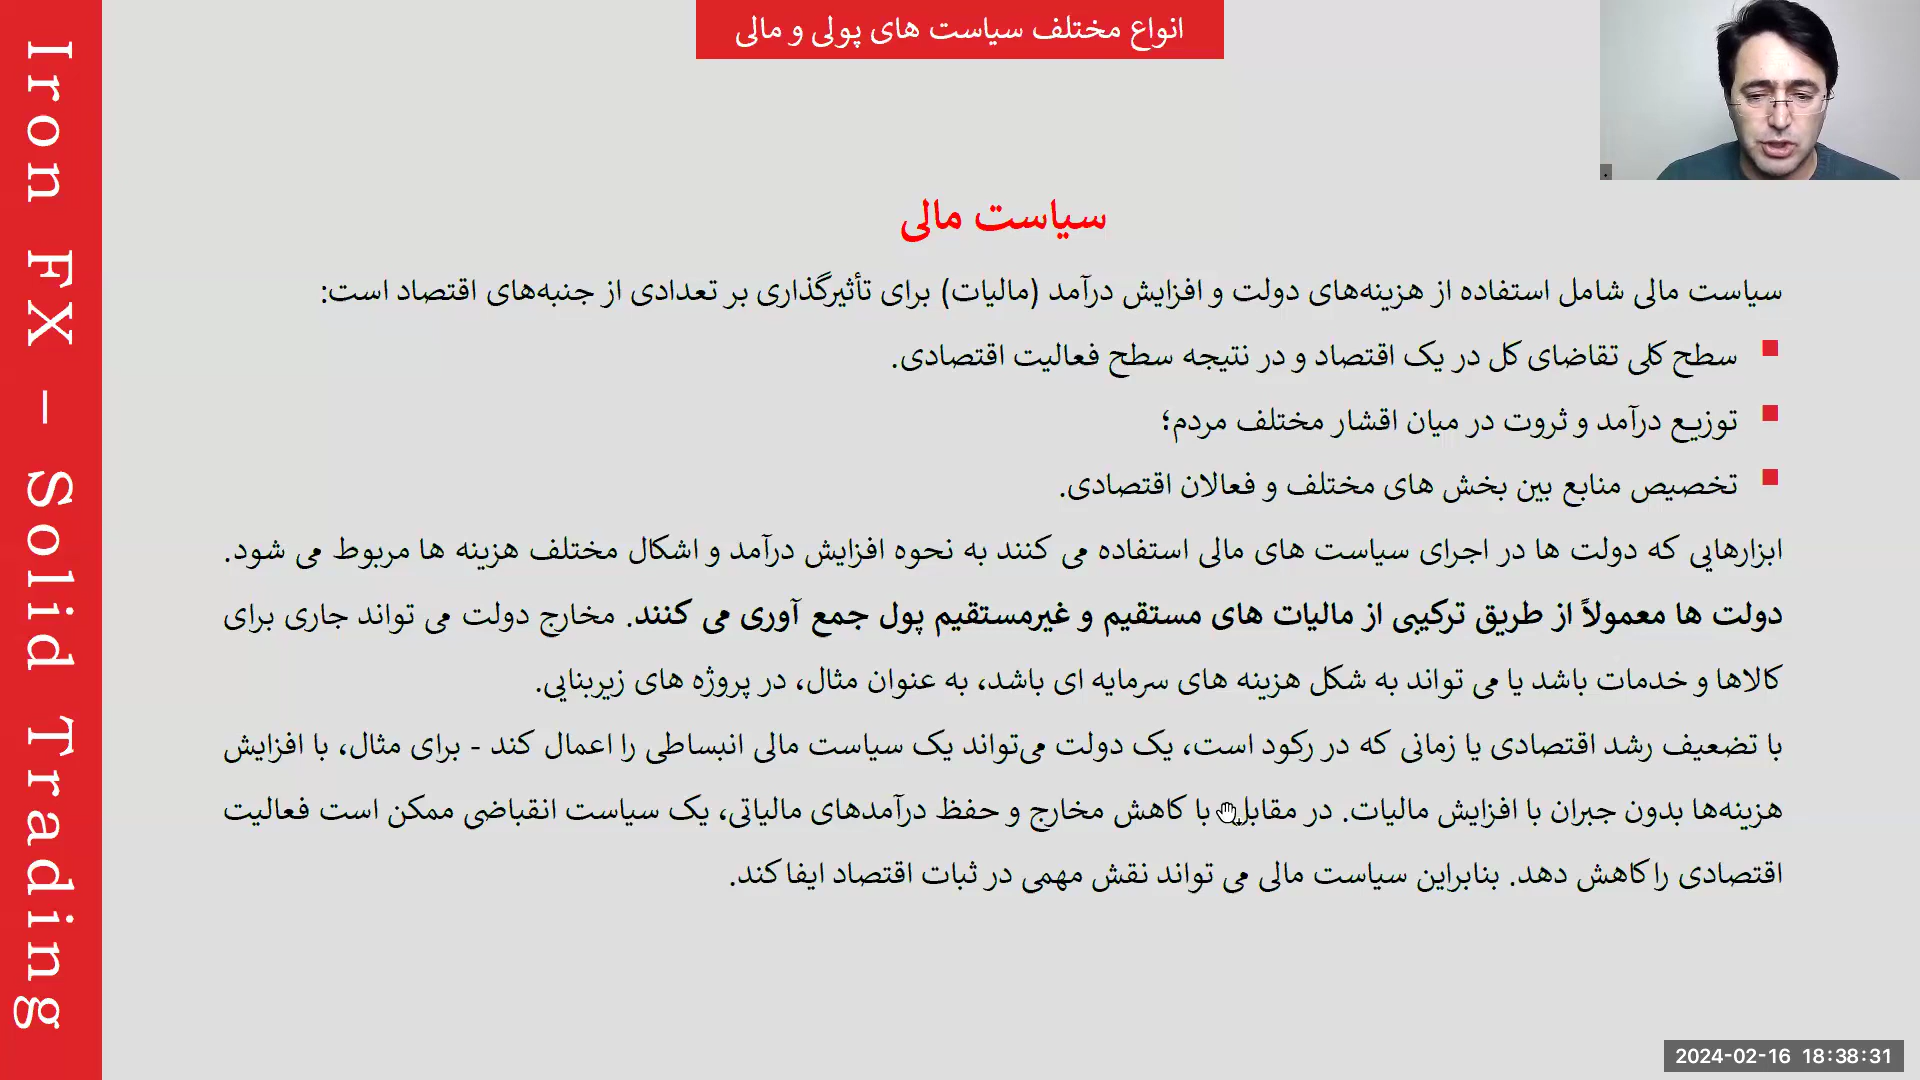 انواع مختلف سیاست های پولی و مالی
Iron FX – Solid Trading
سیاست مالی
سیاست مالی شامل استفاده از هزینه‌های دولت و افزایش درآمد (مالیات) برای تأثیرگذاری بر تعدادی از جنبه‌های اقتصاد است:
سطح کلی تقاضای کل در یک اقتصاد و در نتیجه سطح فعالیت اقتصادی.
توزیع درآمد و ثروت در میان اقشار مختلف مردم؛
تخصیص منابع بین بخش های مختلف و فعالان اقتصادی.
ابزارهایی که دولت ها در اجرای سیاست های مالی استفاده می کنند به نحوه افزایش درآمد و اشکال مختلف هزینه ها مربوط می شود.
دولت ها معمولاً از طریق ترکیبی از مالیات های مستقیم و غیرمستقیم پول جمع آوری می کنند. مخارج دولت می تواند جاری برای
کالاها و خدمات باشد یا می تواند به شکل هزینه های سرمایه ای باشد، به عنوان مثال، در پروژه های زیربنایی.
با تضعیف رشد اقتصادی یا زمانی که در رکود است، یک دولت می‌تواند یک سیاست مالی انبساطی را اعمال کند - برای مثال، با افزایش
هزینه‌ها بدون جبران با افزایش مالیات. در مقابل، با کاهش مخارج و حفظ درآمدهای مالیاتی، یک سیاست انقباضی ممکن است فعالیت
اقتصادی را کاهش دهد. بنابراین سیاست مالی می تواند نقش مهمی در ثبات اقتصاد ایفا کند.
2024-02-16 18:38:31